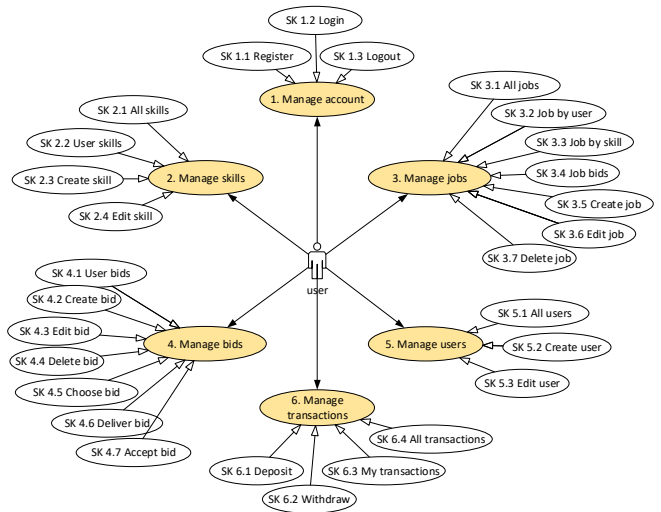 SK 1.2 Login
SK 1.1 Register
SK 1.3 Logout
1. Manage account
SK 2.1 All skills
SK 2.2 User skills
SK 2.3 Create skill
SK 2.4 Edit skill
2. Manage skills
SK 3.1 All jobs
SK 3.2 Job by user
SK 3.3 Job by skill
SK 3.4 Job bids
SK 3.5 Create job
SK 3.6 Edit job
SK 3.7 Delete job
3. Manage jobs
user
SK 4.1 User bids
SK 4.2 Create bid
SK 4.3 Edit bid
SK 4.4 Delete bid
SK 4.5 Choose bid
SK 4.6 Deliver bid
SK 4.7 Accept bid
4. Manage bids
SK 5.1 All users
SK 5.2 Create user
SK 5.3 Edit user
5. Manage users
6. Manage
transactions
SK 6.4 All transactions
SK 6.1 Deposit
SK 6.3 My transactions
SK 6.2 Withdraw